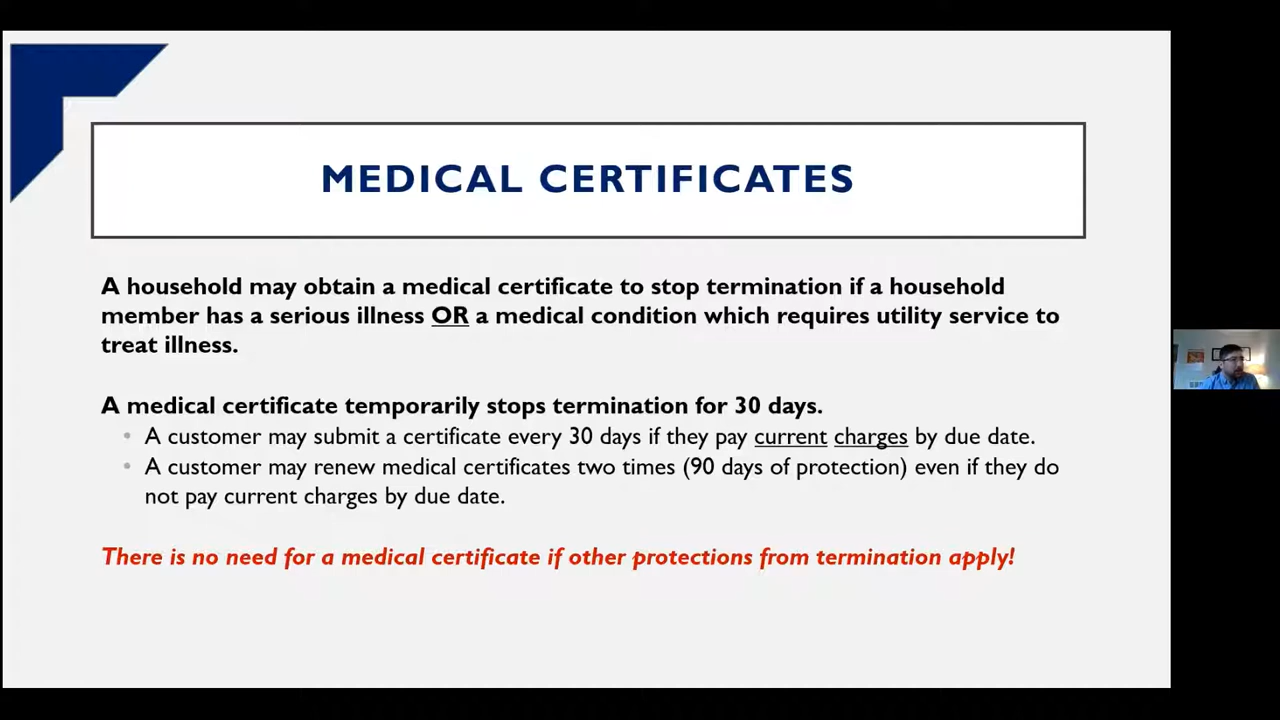 MEDICAL CERTIFICATES
A household may obtain a medical certificate to stop termination if a household
member has a serious illness OR a medical condition which requires utility service to
treat illness.
A medical certificate temporarily stops termination for 30 days.
• A customer may submit a certificate every 30 days if they pay current charges by due date.
• A customer may renew medical certificates two times (90 days of protection) even if they do
not pay current charges by due date.
There is no need for a medical certificate if other protections from termination apply!